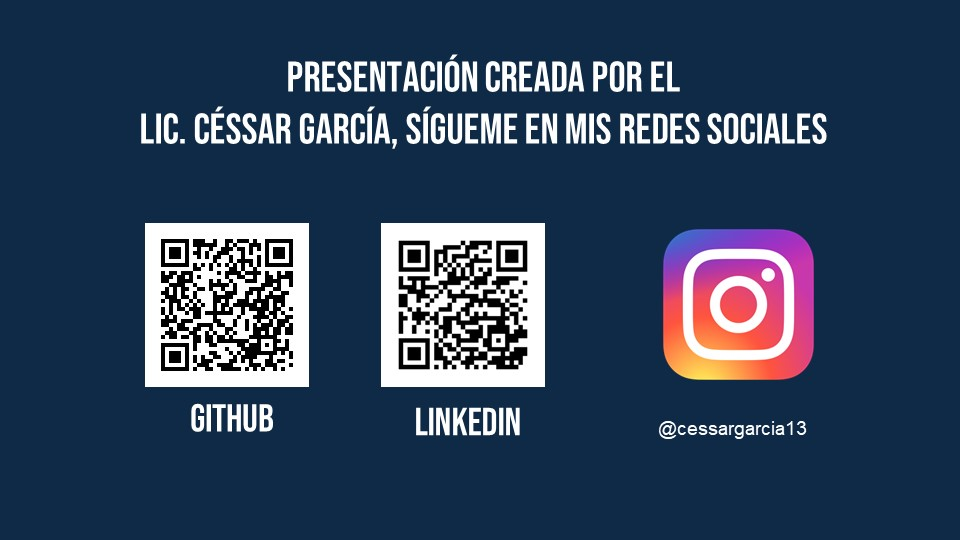 PRESENTACIÓN CREADA POR EL
LIC. CÉSSAR GARCÍA, SÍGUEME EN MIS REDES SOCIALES
GITHUB
LINKEDIN
@cessargarcia13